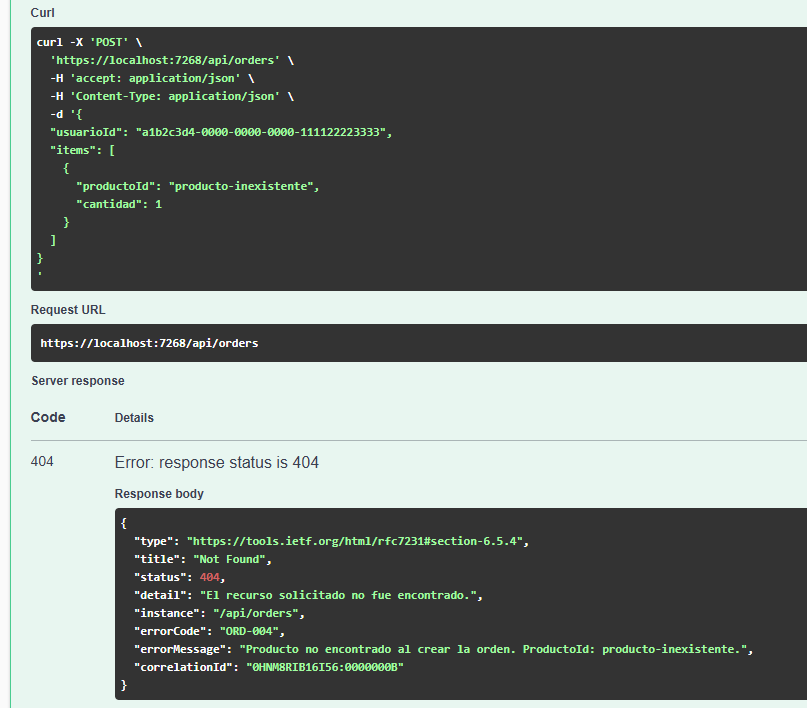 Curl
curl -X 'POST' \
'https://localhost:7268/api/orders' \
-H 'accept: application/json' \
-H 'Content-Type: application/json' \
-d '{
"usuarioId": "a1b2c3d4-0000-0000-0000-111122223333",
"items": [
{
"productoId": "producto-inexistente",
"cantidad": 1
}
]
}
'
Request URL
https://localhost:7268/api/orders
Server response
Code Details
404 Error: response status is 404
Response body
{
"type": "https://tools.ietf.org/html/rfc7231#section-6.5.4",
"title": "Not Found",
"status": 404,
"detail": "El recurso solicitado no fue encontrado.",
"instance": "/api/orders",
"errorCode": "ORD-004",
"errorMessage": "Producto no encontrado al crear la orden. ProductoId: producto-inexistente.",
"correlationId": "0HNM8RIB16I56:0000000B"
}